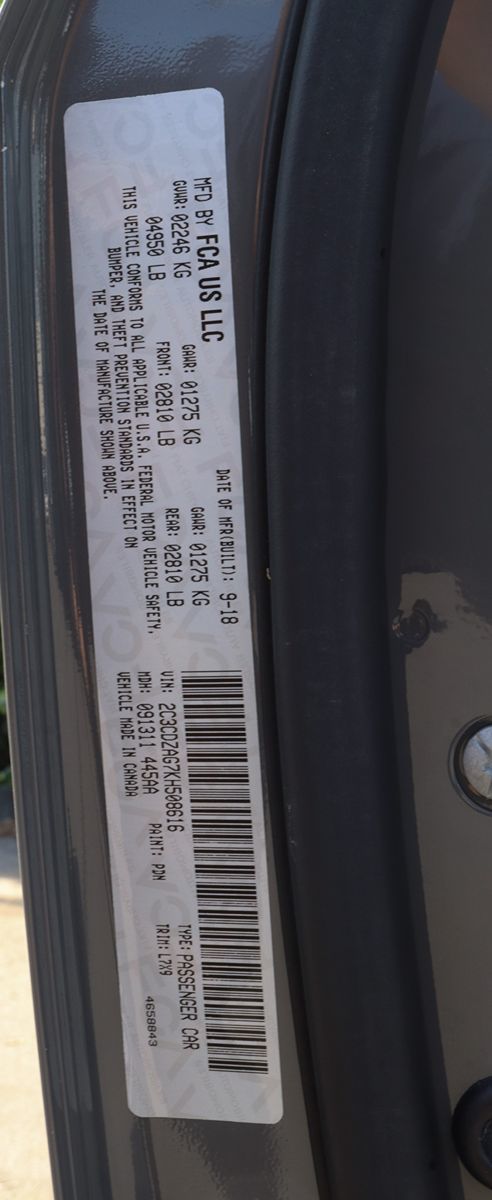 MFD BY FCA US LLC
DATE OF MFR(BUILT): 9-18
GVWR: 02246 KG GAWR: 01275 KG GAWR: 01275 KG
04950 LB FRONT: 02810 LB REAR: 02810 LB
THIS VEHICLE CONFORMS TO ALL APPLICABLE U.S.A. FEDERAL MOTOR VEHICLE SAFETY,
BUMPER, AND THEFT PREVENTION STANDARDS IN EFFECT ON
THE DATE OF MANUFACTURE SHOWN ABOVE.
VIN: 2C3CDZAG7KH508616 TYPE: PASSENGER CAR
MDH: 091311 445AA PAINT: PDN TRIM: L7X9
VEHICLE MADE IN CANADA 4658843